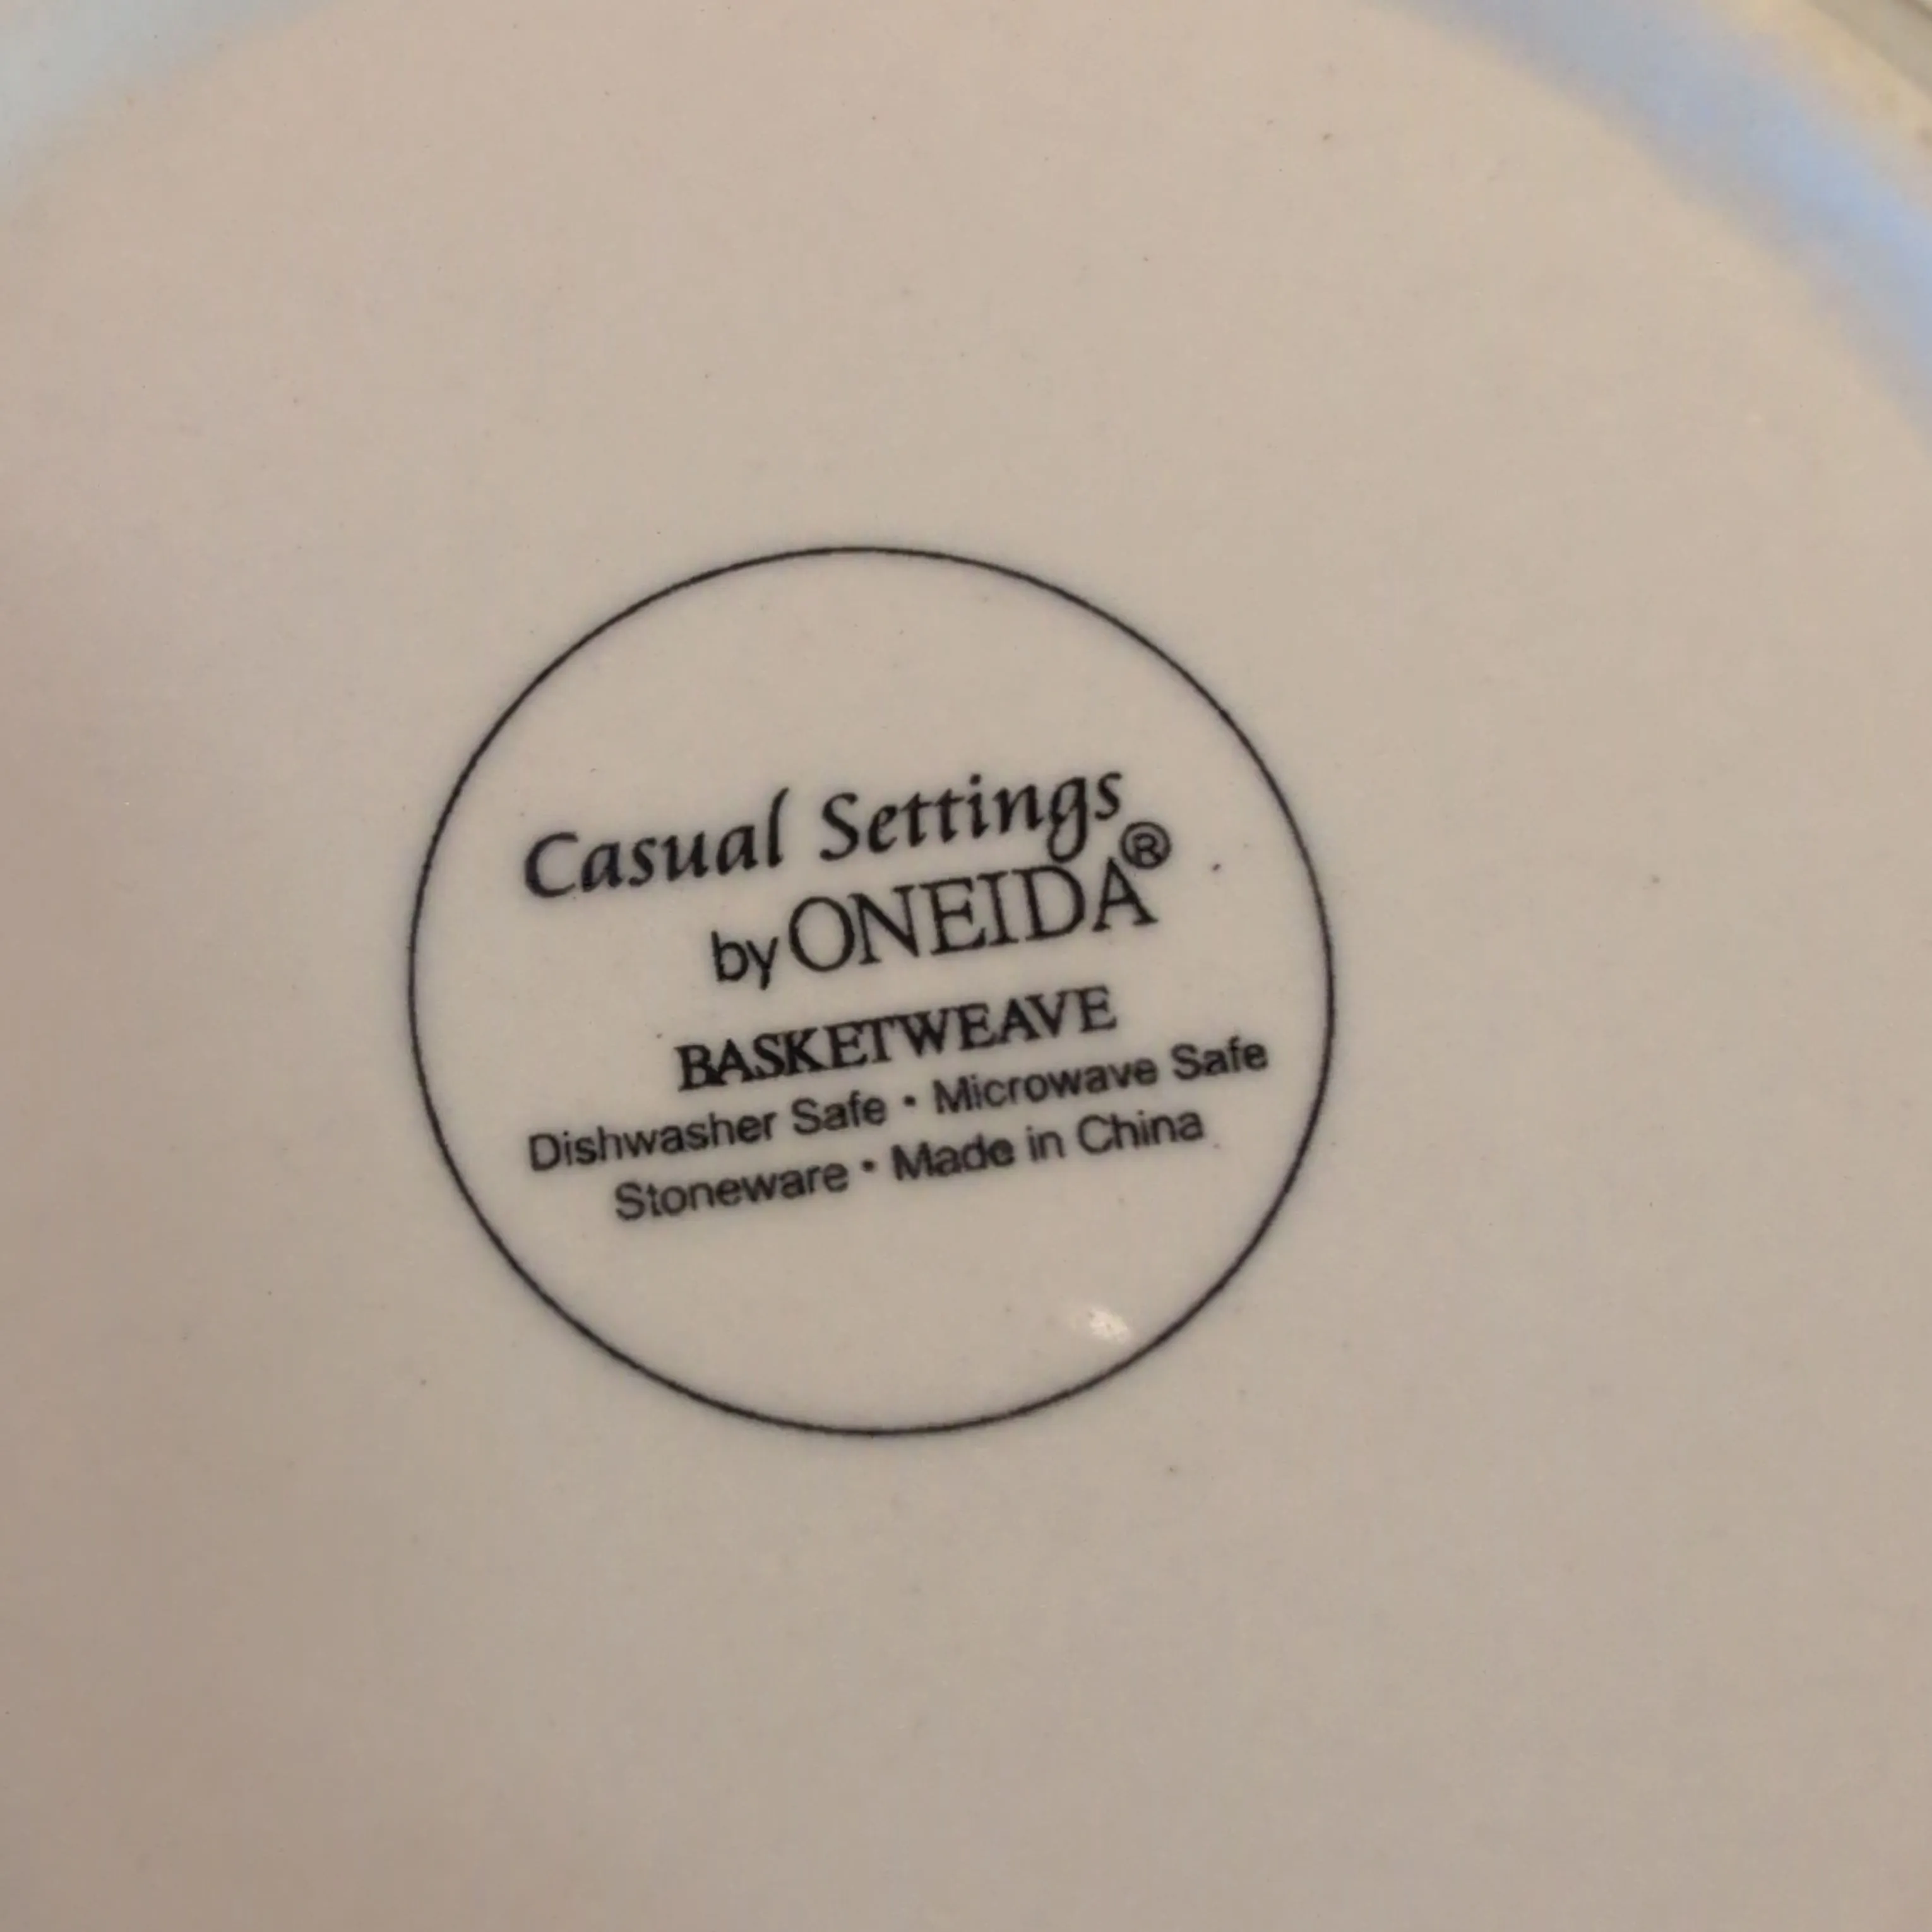 Casual Settings
by ONEIDA®
BASKETWEAVE
Dishwasher Safe • Microwave Safe
Stoneware • Made in China